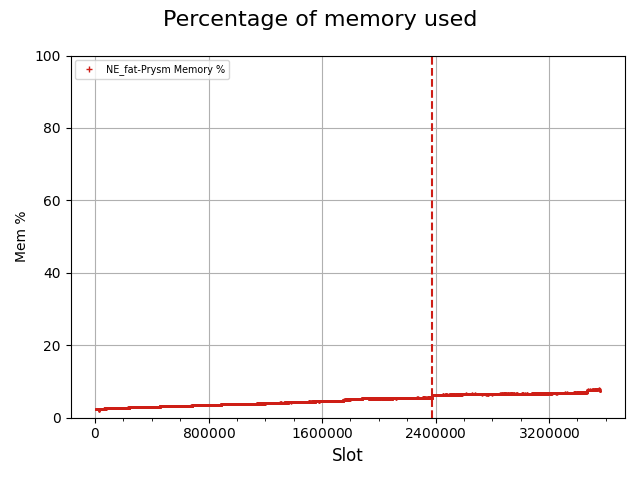 Percentage of memory used
NE_fat-Prysm Memory %
Mem %
100
80
60
40
20
0
0 800000 1600000 2400000 3200000
Slot